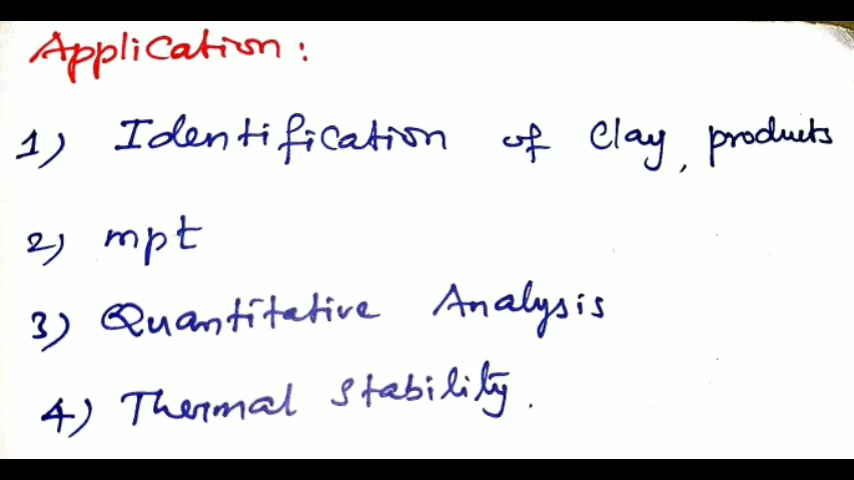 Application:
1) Identification of Clay, products
2) mpt
3) Quantitative Analysis
4) Thermal stability.